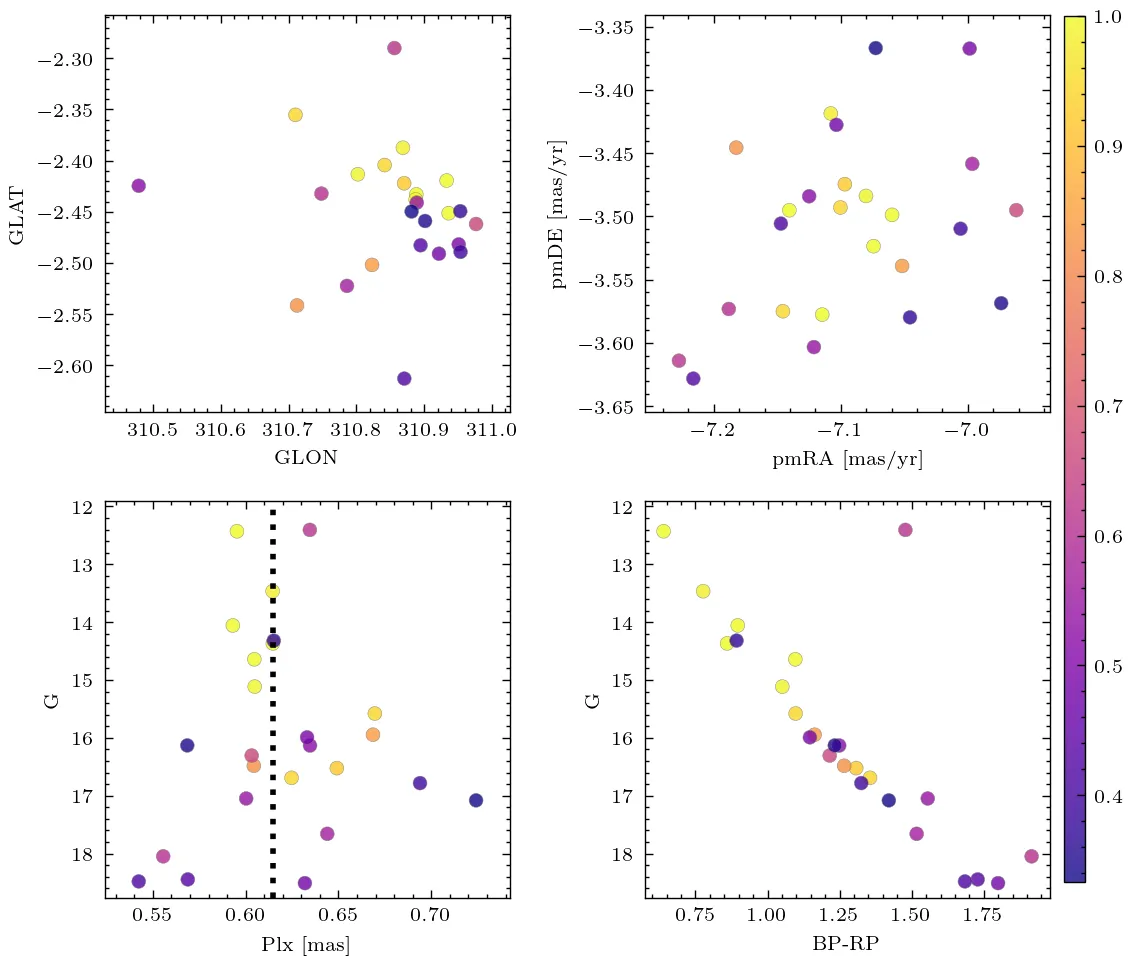 −2.30
−2.35
−2.40
−2.45
−2.50
−2.55
−2.60
GLAT
310.5 310.6 310.7 310.8 310.9 311.0
GLON
−3.35
−3.40
−3.45
−3.50
−3.55
−3.60
−3.65
pmDE [mas/yr]
−7.2 −7.1 −7.0
pmRA [mas/yr]
12
13
14
15
16
17
18
G
0.55 0.60 0.65 0.70
Plx [mas]
12
13
14
15
16
17
18
G
0.75 1.00 1.25 1.50 1.75
BP-RP
1.0
0.9
0.8
0.7
0.6
0.5
0.4